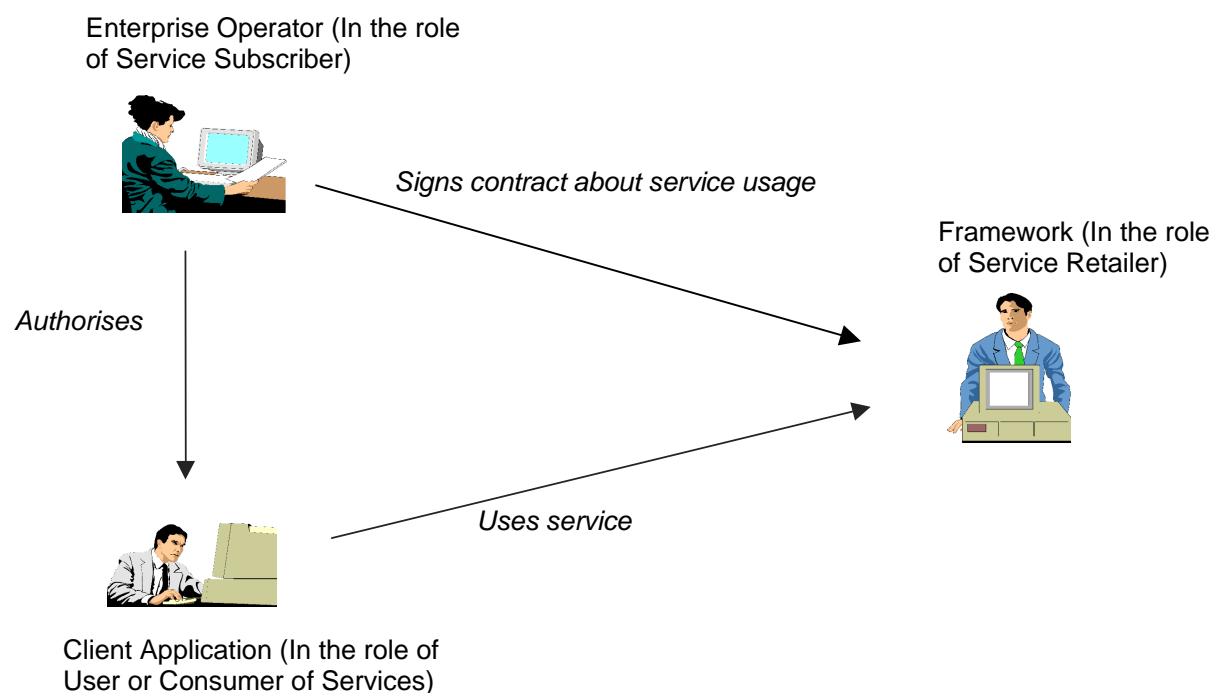 Enterprise Operator (In the role
of Service Subscriber)
Signs contract about service usage
Framework (In the role
of Service Retailer)
Authorises
Uses service
Client Application (In the role of
User or Consumer of Services)